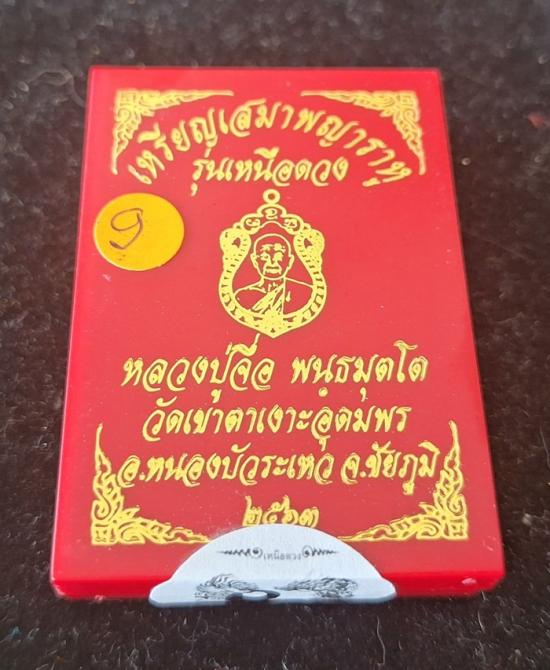 เหรียญเสมาพญาราหู
รุ่นเหนือดวง
9
หลวงปู่จื่อ พนฺธมุตฺโต
วัดเขาตาเงาะอุดมพร
อ.หนองบัวระเหว จ.ชัยภูมิ
๒๕๖๓
เหนือดวง